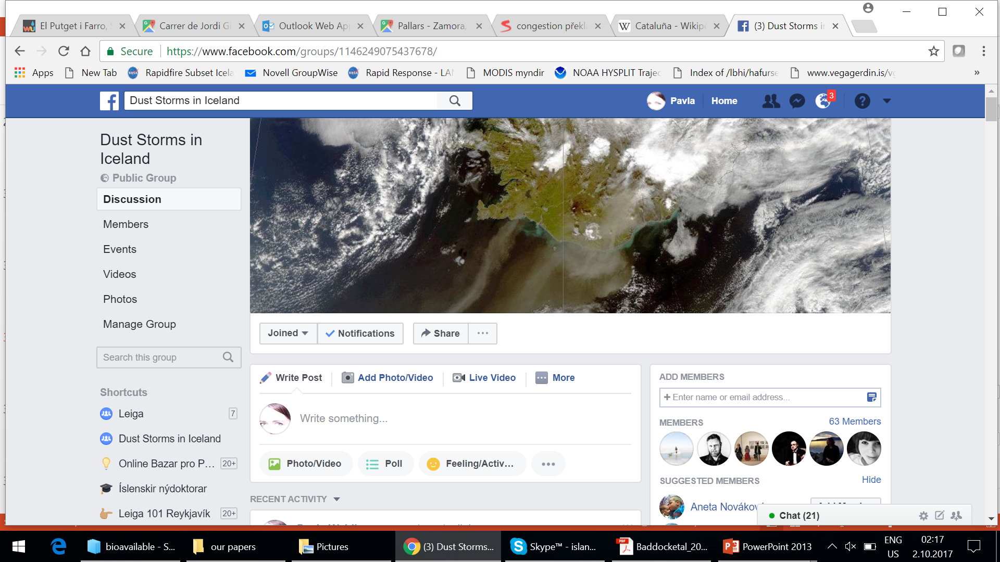 El Putget i Farro,
Carrer de Jordi Gi
Outlook Web App
Pallars - Zamora,
congestion překl
Cataluña - Wikipe
(3) Dust Storms in
Secure
https://www.facebook.com/groups/1146249075437678/
Apps
New Tab
Rapidfire Subset Icela
Novell GroupWise
Rapid Response - LAN
MODIS myndir
NOAA HYSPLIT Trajec
Index of /lbhi/hafurse
www.vegagerdin.is/vg
»
Dust Storms in Iceland
Pavla
Home
3
Dust Storms in
Iceland
Public Group
Discussion
Members
Events
Videos
Photos
Manage Group
Search this group
Shortcuts
Leiga
7
Dust Storms in Iceland
Online Bazar pro P...
20+
Íslenskir nýdoktorar
Leiga 101 Reykjavík
20+
Joined
Notifications
Share
Write Post
Add Photo/Video
Live Video
More
Write something...
Photo/Video
Poll
Feeling/Activ...
RECENT ACTIVITY
ADD MEMBERS
+ Enter name or email address...
MEMBERS
63 Members
SUGGESTED MEMBERS
Hide
Aneta Nováková
Chat (21)
bioavailable - S...
our papers
Pictures
(3) Dust Storms...
Skype™ - islan...
Baddocketal_20...
PowerPoint 2013
ENG
US
02:17
2.10.2017